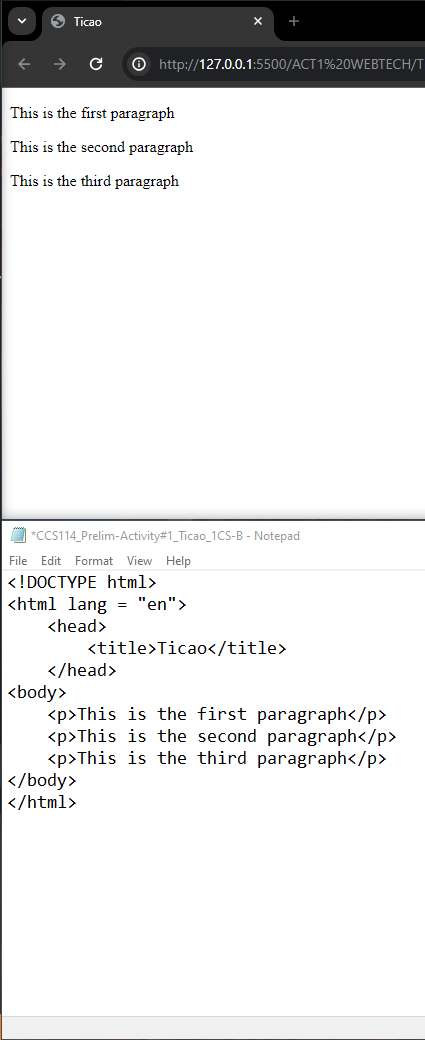 Ticao
http://127.0.0.1:5500/ACT1%20WEBTECH/T
This is the first paragraph
This is the second paragraph
This is the third paragraph
*CCS114_Prelim-Activity#1_Ticao_1CS-B - Notepad
File Edit Format View Help
<!DOCTYPE html>
<html lang = "en">
    <head>
        <title>Ticao</title>
    </head>
<body>
    <p>This is the first paragraph</p>
    <p>This is the second paragraph</p>
    <p>This is the third paragraph</p>
</body>
</html>